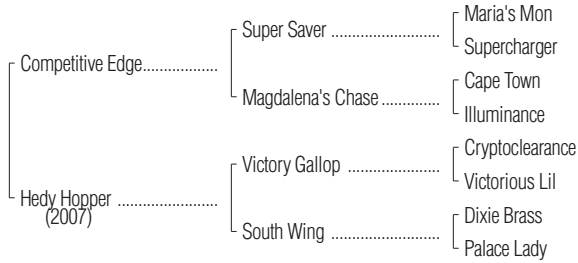 Maria's Mon
Super Saver ......................
Supercharger
Competitive Edge..................
Cape Town
Magdalena's Chase ..............
Illuminance
Cryptoclearance
Victory Gallop ......................
Victorious Lil
Hedy Hopper ........................
(2007)
Dixie Brass
South Wing ..........................
Palace Lady